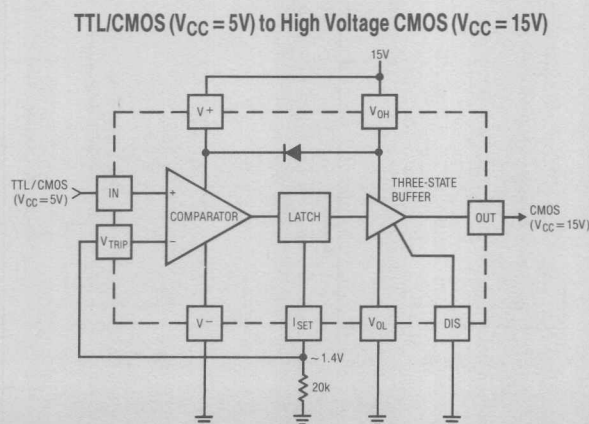 TTL/CMOS (VCC = 5V) to High Voltage CMOS (VCC = 15V)
15V
V+
VOH
TTL/CMOS
(VCC = 5V)
IN
+
COMPARATOR
LATCH
THREE-STATE
BUFFER
OUT
CMOS
(VCC = 15V)
VTRIP
−
V−
ISET
VOL
DIS
~1.4V
20k